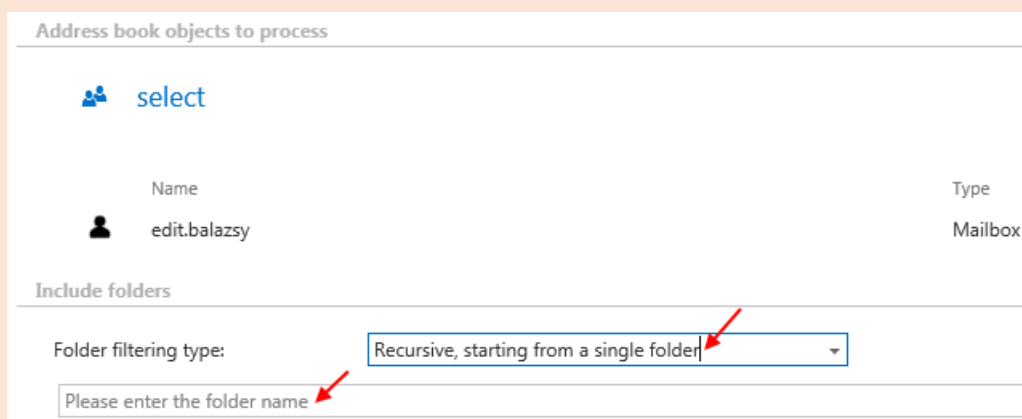 Address book objects to process
select
Name Type
edit.balazsy Mailbox
Include folders
Folder filtering type: Recursive, starting from a single folder
Please enter the folder name